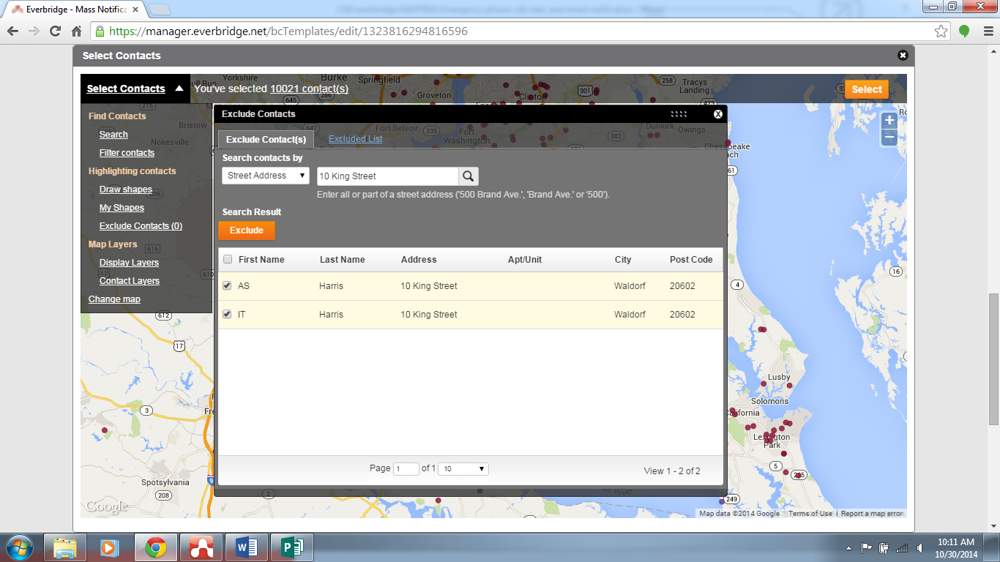 Everbridge - Mass Notifica
https://manager.everbridge.net/bcTemplates/edit/1323816294816596
Select Contacts
Select Contacts
You've selected 10021 contact(s)
Select
Find Contacts
Search
Filter contacts
Highlighting contacts
Draw shapes
My Shapes
Exclude Contacts (0)
Map Layers
Display Layers
Contact Layers
Change map
Exclude Contacts
Exclude Contact(s)
Excluded List
Search contacts by
Street Address
10 King Street
Enter all or part of a street address ('500 Brand Ave.', 'Brand Ave.' or '500').
Search Result
Exclude
First Name Last Name Address Apt/Unit City Post Code
AS Harris 10 King Street Waldorf 20602
IT Harris 10 King Street Waldorf 20602
Page 1 of 1 10
View 1 - 2 of 2
Yorkshire
Burke
Springfield
Groveton
Clinton
Tracys
Landing
258
301
286
645
215
Bristow
Nokesville
647
Fort Belvoir
235
Fort
Washington
382
Dunkirk
Owings
606
616
17
612
17
3
Spotsylvania
208
2
61
16
4
Lusby
Solomons
California
Lexington
Park
5
235
249
Google
Map data ©2014 Google
Terms of Use
Report a map error
10:11 AM
10/30/2014